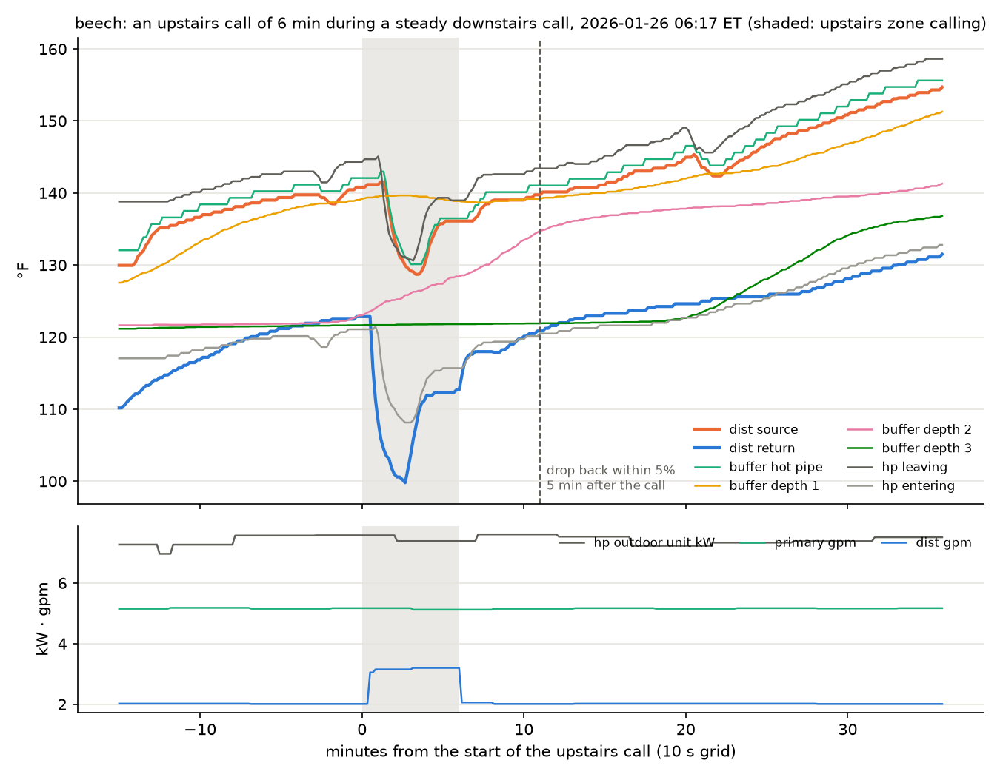 beech: an upstairs call of 6 min during a steady downstairs call, 2026-01-26 06:17 ET (shaded: upstairs zone calling)
160
150
140
130
120
110
100
°F
drop back within 5%
5 min after the call
dist source
dist return
buffer hot pipe
buffer depth 1
buffer depth 2
buffer depth 3
hp leaving
hp entering
hp outdoor unit kW
primary gpm
dist gpm
6
4
2
kW · gpm
−10
0
10
20
30
minutes from the start of the upstairs call (10 s grid)